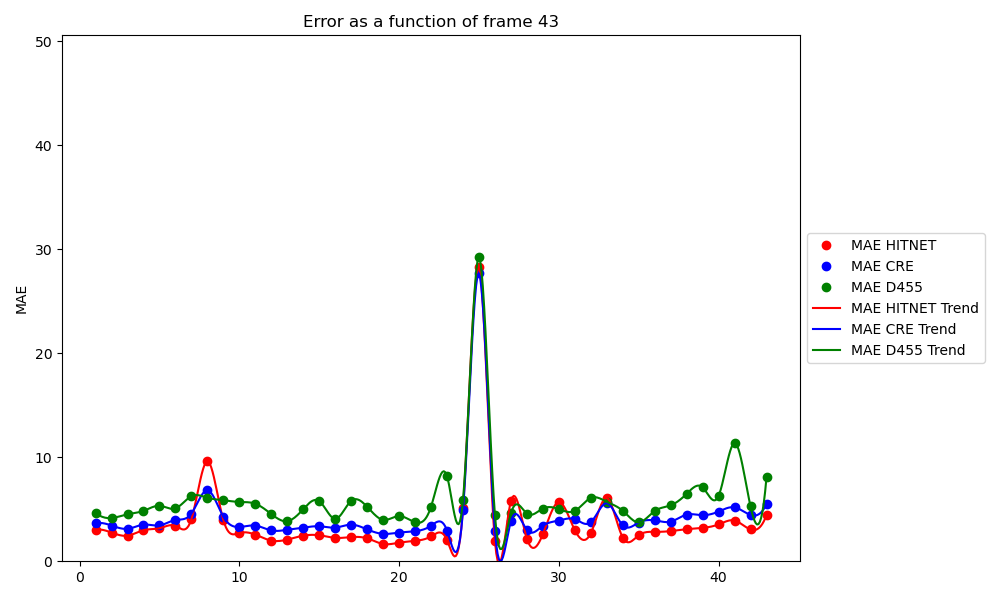 Error as a function of frame 43
MAE
50
40
30
20
10
0
0
10
20
30
40
MAE HITNET
MAE CRE
MAE D455
MAE HITNET Trend
MAE CRE Trend
MAE D455 Trend